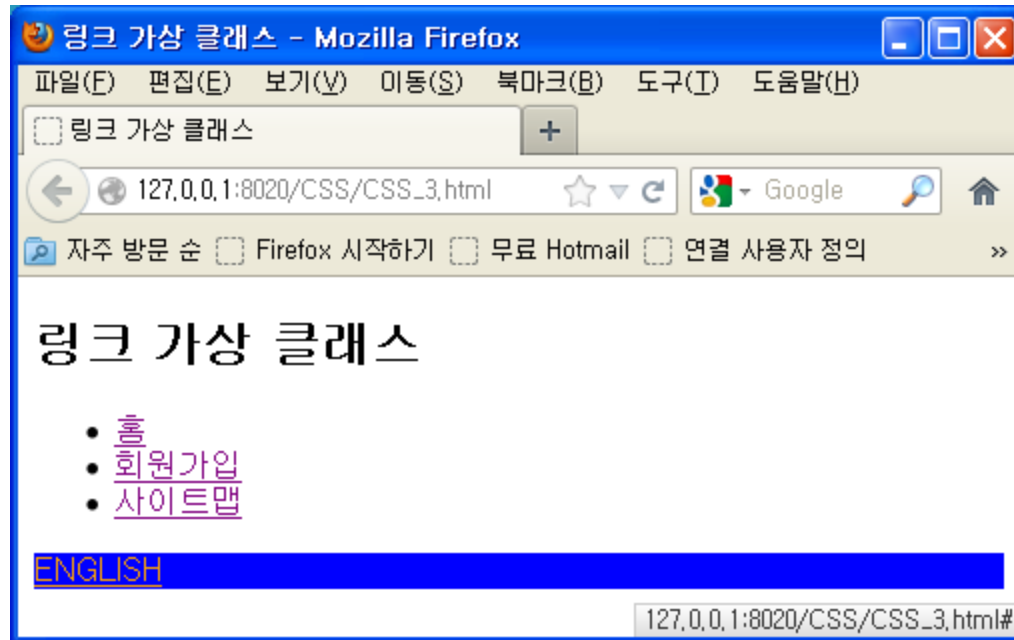 링크 가상 클래스 - Mozilla Firefox
파일(F) 편집(E) 보기(V) 이동(S) 북마크(B) 도구(T) 도움말(H)
링크 가상 클래스 +
127.0.0.1:8020/CSS/CSS_3.html Google
자주 방문 순 Firefox 시작하기 무료 Hotmail 연결 사용자 정의 »
링크 가상 클래스
• 홈
• 회원가입
• 사이트맵
ENGLISH
127.0.0.1:8020/CSS/CSS_3.html#